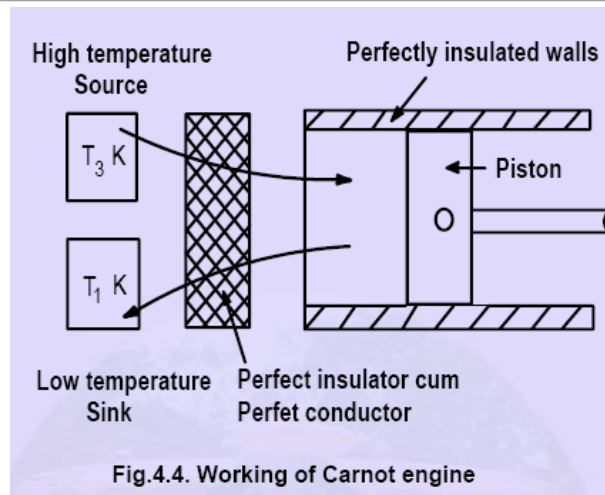 High temperature
Source
Perfectly insulated walls
T3 K
Piston
T1 K
Low temperature
Sink
Perfect insulator cum
Perfet conductor
Fig.4.4. Working of Carnot engine